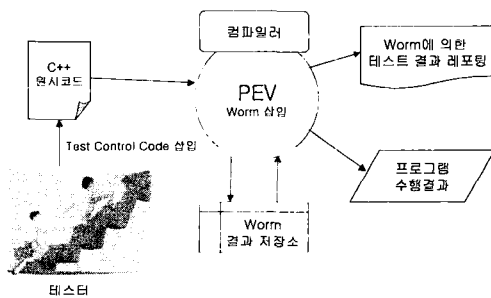 컴파일러
C++
원시코드
PEV
Worm 삽입
Worm에 의한
테스트 결과 레포팅
Test Control Code 삽입
프로그램
수행결과
Worm
결과 저장소
테스터